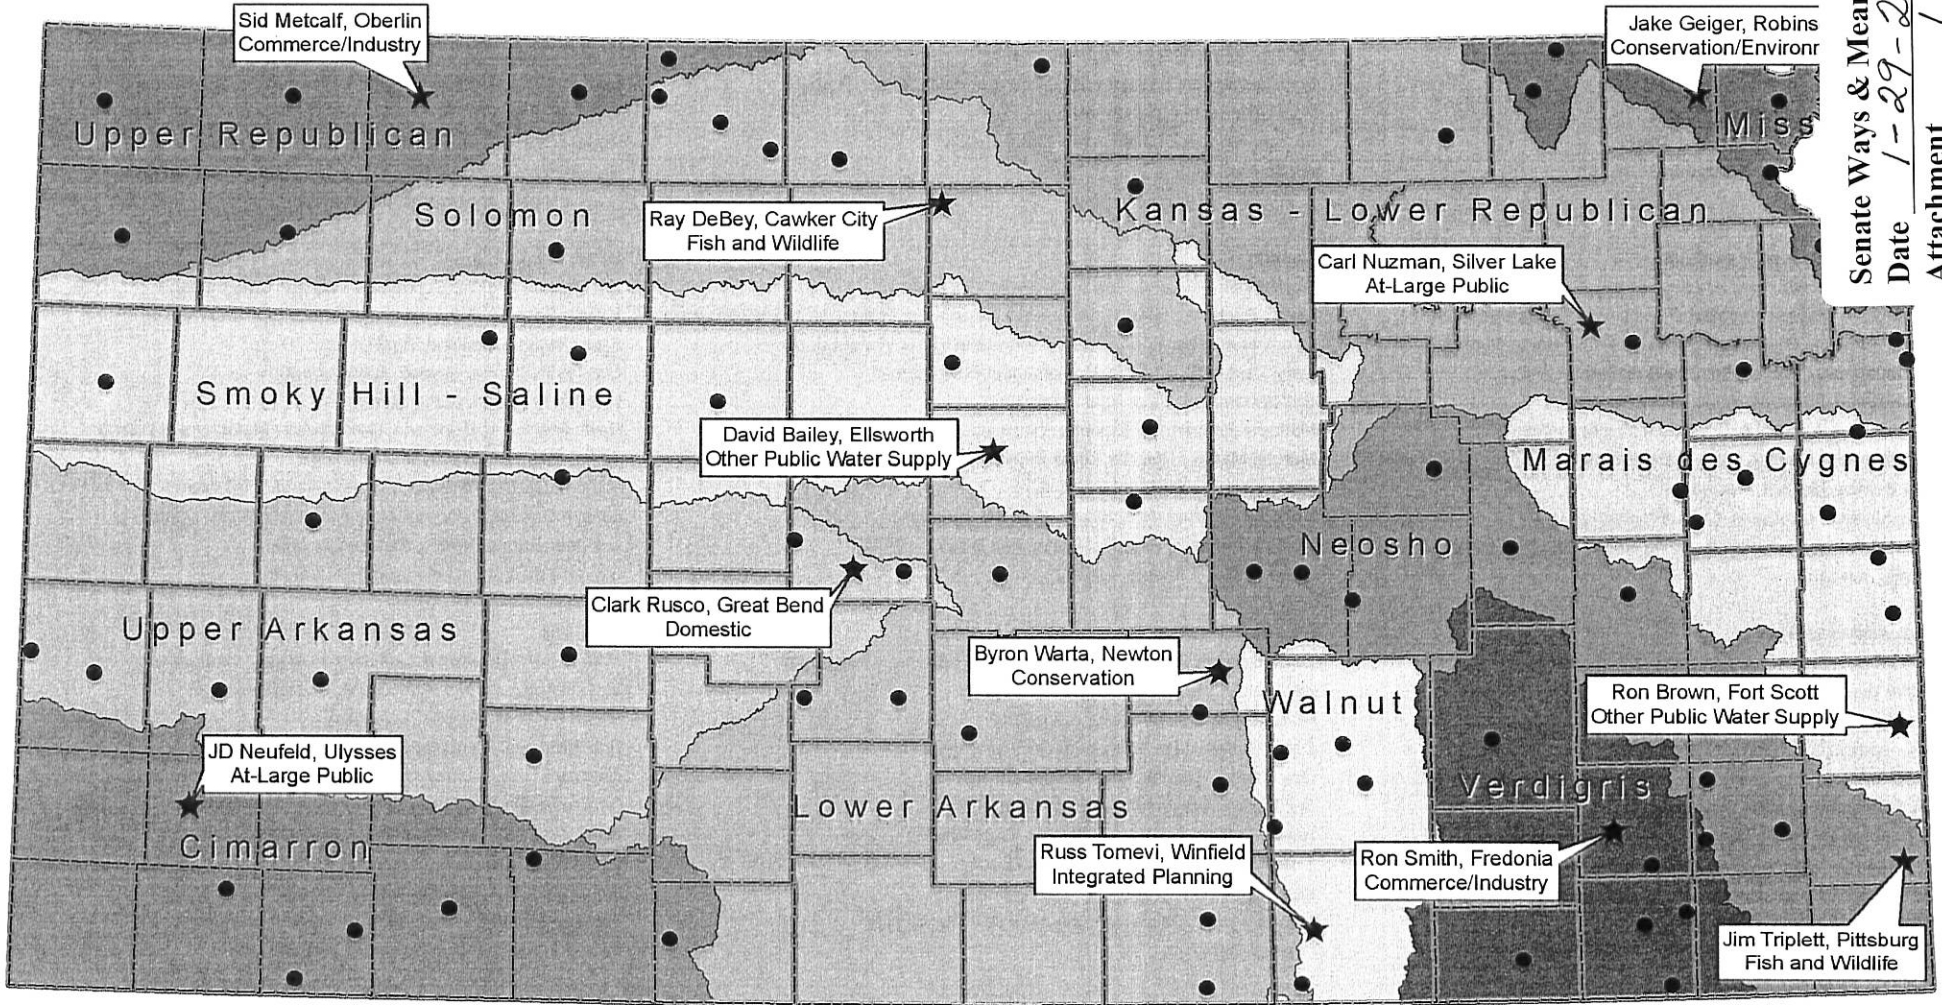 Sid Metcalf, Oberlin
Commerce/Industry
Jake Geiger, Robins
Conservation/Environ
Senate Ways & Mean
Date 1-29-2
Attachment
Upper Republican
Miss
Solomon
Ray DeBey, Cawker City
Fish and Wildlife
Kansas - Lower Republican
Carl Nuzman, Silver Lake
At-Large Public
Smoky Hill - Saline
David Bailey, Ellsworth
Other Public Water Supply
Marais des Cygnes
Neosho
Clark Rusco, Great Bend
Domestic
Upper Arkansas
Byron Warta, Newton
Conservation
Walnut
Ron Brown, Fort Scott
Other Public Water Supply
JD Neufeld, Ulysses
At-Large Public
Verdigris
Lower Arkansas
Cimarron
Russ Tomevi, Winfield
Integrated Planning
Ron Smith, Fredonia
Commerce/Industry
Jim Triplett, Pittsburg
Fish and Wildlife